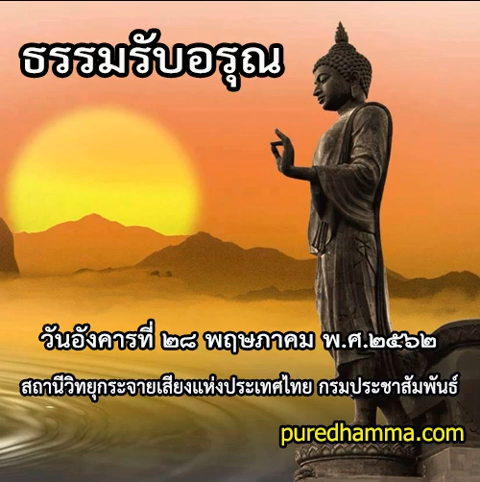 ธรรมรับอรุณ
วันอังคารที่ ๒๘ พฤษภาคม พ.ศ.๒๕๖๒
สถานีวิทยุกระจายเสียงแห่งประเทศไทย กรมประชาสัมพันธ์
puredhamma.com